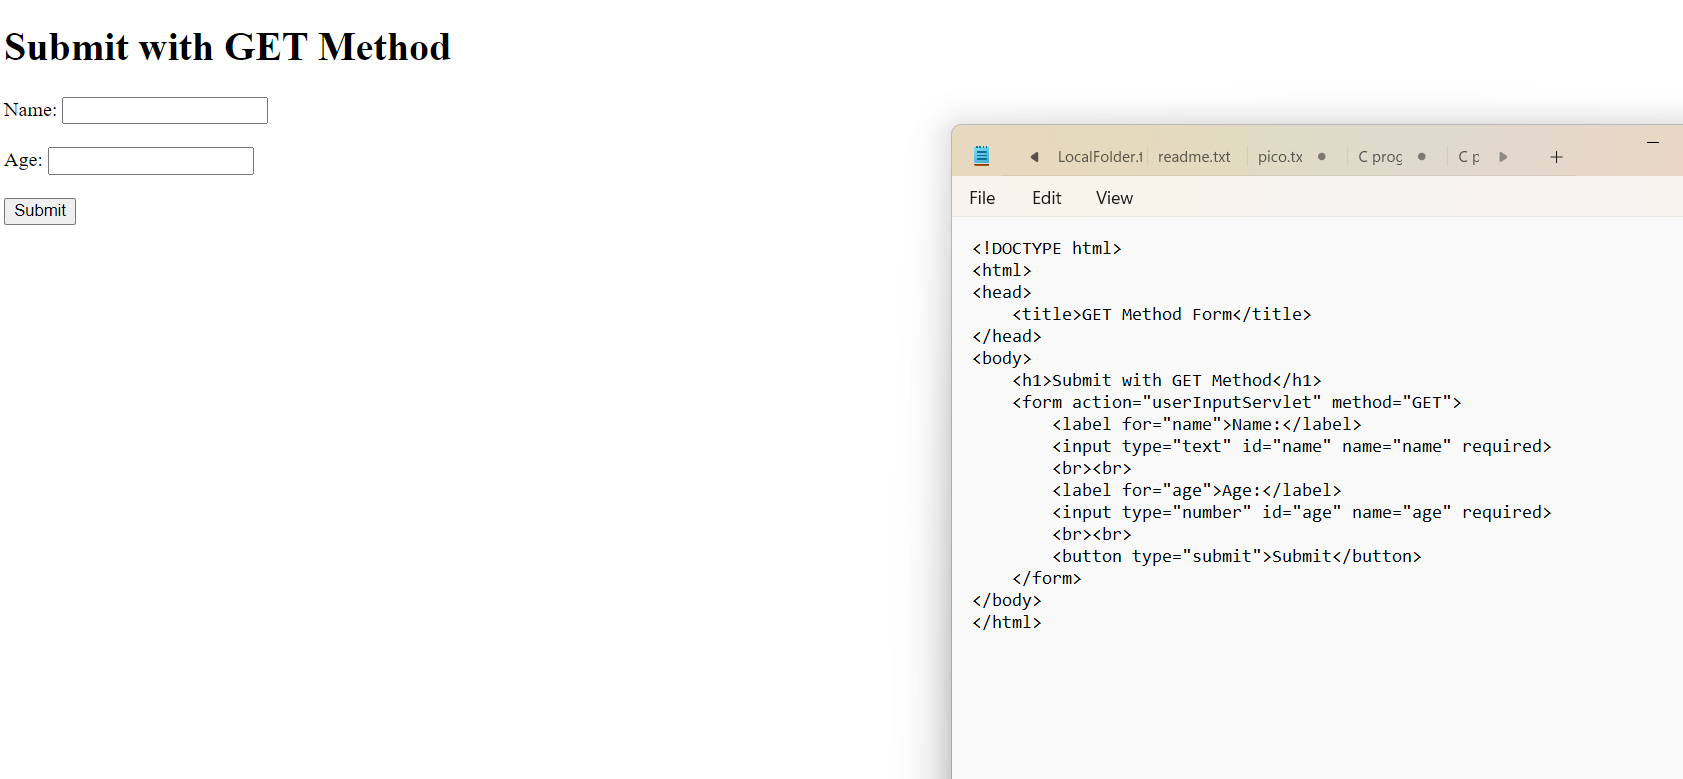 Submit with GET Method
Name:
Age:
Submit
LocalFolder.t readme.txt pico.tx C prog C p
File Edit View
<!DOCTYPE html>
<html>
<head>
    <title>GET Method Form</title>
</head>
<body>
    <h1>Submit with GET Method</h1>
    <form action="userInputServlet" method="GET">
        <label for="name">Name:</label>
        <input type="text" id="name" name="name" required>
        <br><br>
        <label for="age">Age:</label>
        <input type="number" id="age" name="age" required>
        <br><br>
        <button type="submit">Submit</button>
    </form>
</body>
</html>